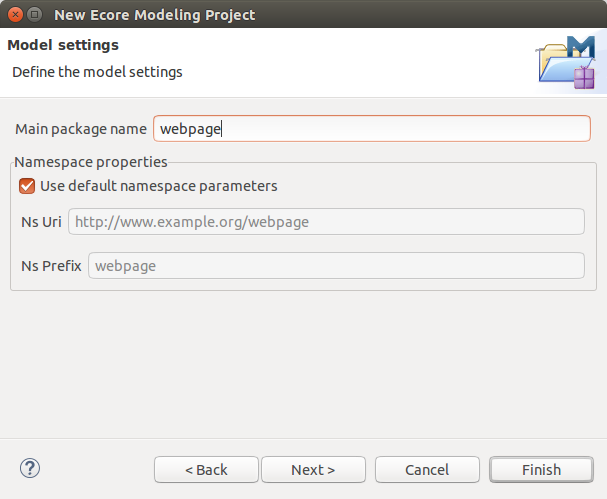 New Ecore Modeling Project
Model settings
Define the model settings
Main package name webpage
Namespace properties
Use default namespace parameters
Ns Uri http://www.example.org/webpage
Ns Prefix webpage
? < Back Next > Cancel Finish